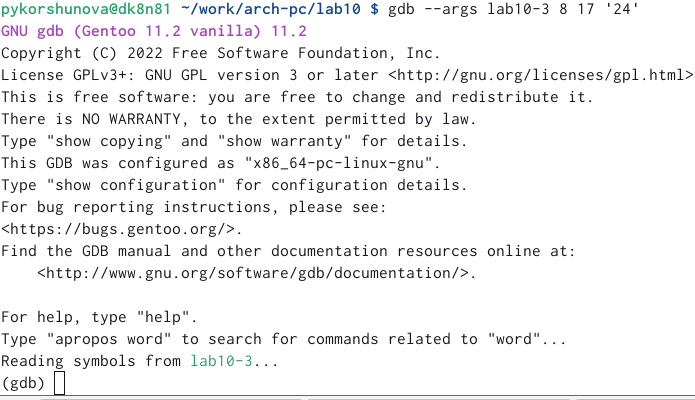 pykorshunova@dk8n81 ~/work/arch-pc/lab10 $ gdb --args lab10-3 8 17 '24'
GNU gdb (Gentoo 11.2 vanilla) 11.2
Copyright (C) 2022 Free Software Foundation, Inc.
License GPLv3+: GNU GPL version 3 or later <http://gnu.org/licenses/gpl.html>
This is free software: you are free to change and redistribute it.
There is NO WARRANTY, to the extent permitted by law.
Type "show copying" and "show warranty" for details.
This GDB was configured as "x86_64-pc-linux-gnu".
Type "show configuration" for configuration details.
For bug reporting instructions, please see:
<https://bugs.gentoo.org/>.
Find the GDB manual and other documentation resources online at:
    <http://www.gnu.org/software/gdb/documentation/>.

For help, type "help".
Type "apropos word" to search for commands related to "word"...
Reading symbols from lab10-3...
(gdb)